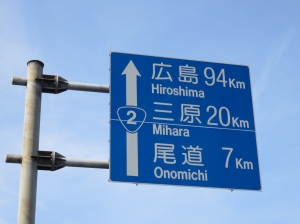 広島 94Km
Hiroshima
2
三原 20Km
Mihara
尾道 7Km
Onomichi